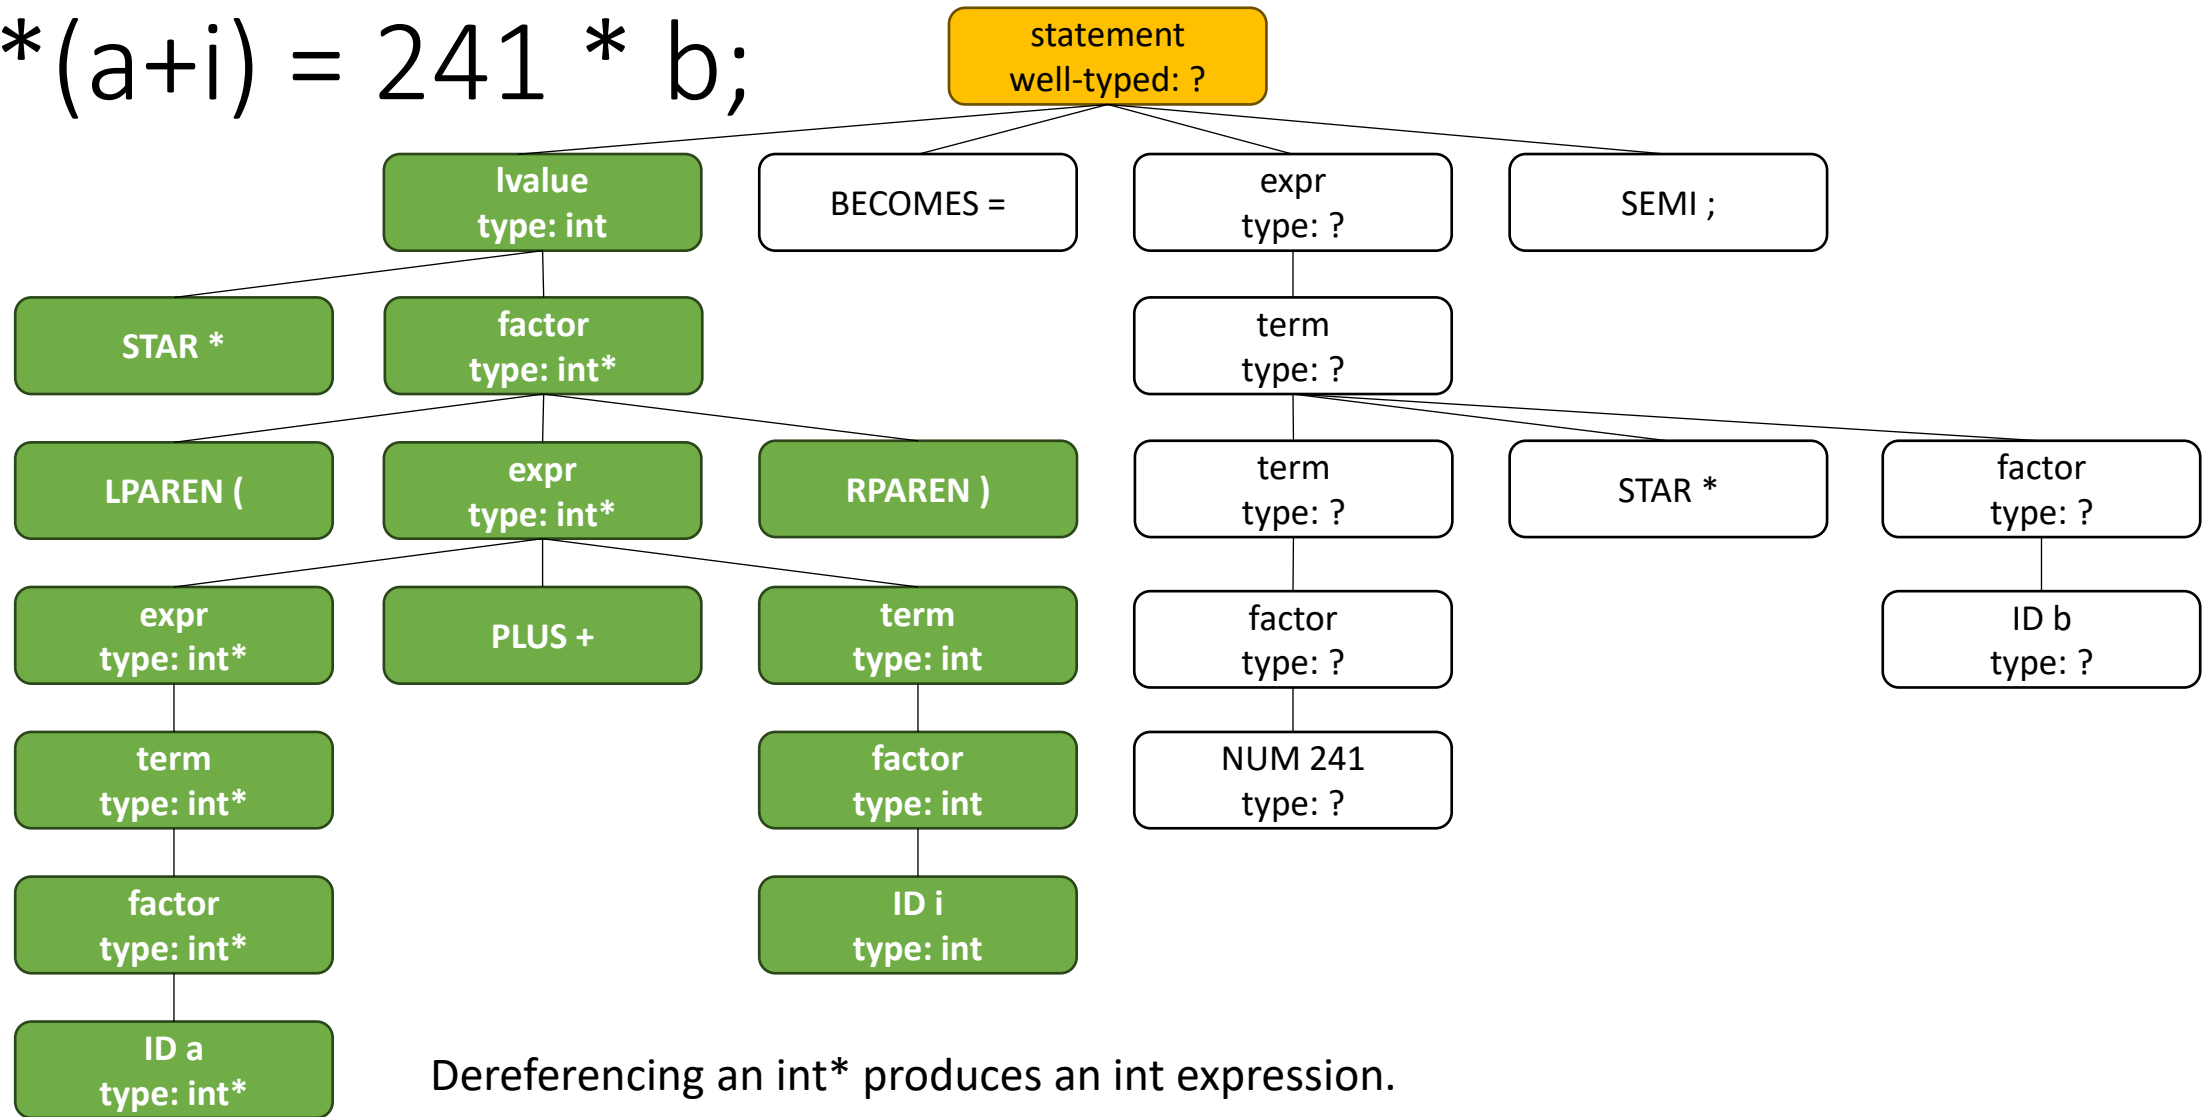 *(a+i) = 241 * b;
statement
well-typed: ?
lvalue
type: int
BECOMES =
expr
type: ?
SEMI ;
STAR *
factor
type: int*
term
type: ?
LPAREN (
expr
type: int*
RPAREN )
term
type: ?
STAR *
factor
type: ?
expr
type: int*
PLUS +
term
type: int
factor
type: ?
ID b
type: ?
term
type: int*
factor
type: int
NUM 241
type: ?
factor
type: int*
ID i
type: int
ID a
type: int*
Dereferencing an int* produces an int expression.